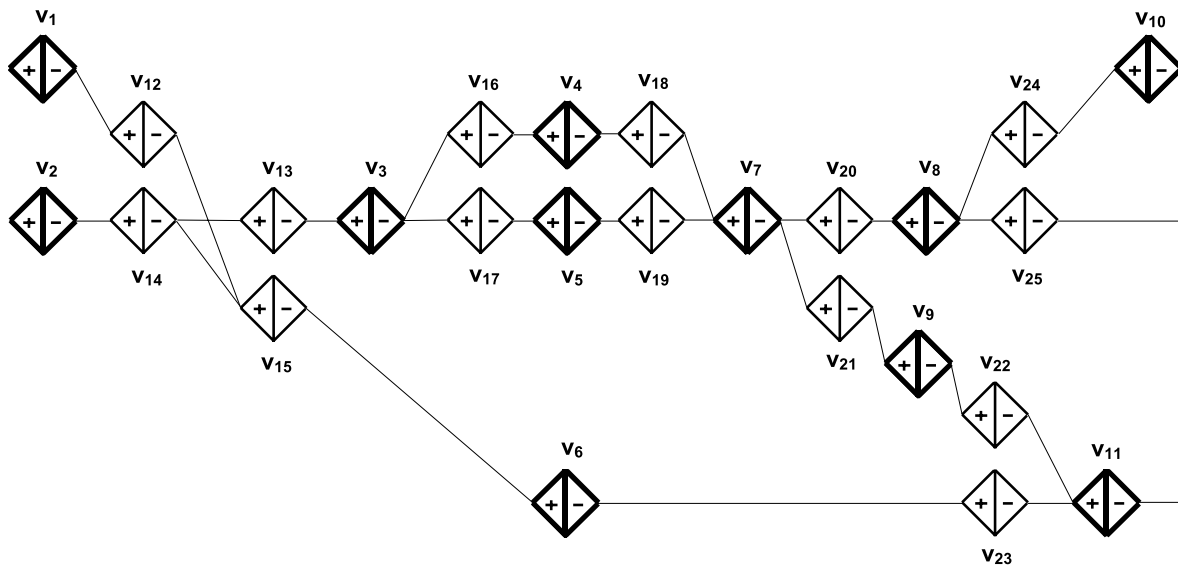 V1
V10
V12
V16
V4
V18
V24
+ −
+ −
+ −
+ −
+ −
+ −
+ −
V2
V13
V3
V7
V20
V8
+ −
+ −
+ −
+ −
+ −
+ −
+ −
+ −
+ −
+ −
+ −
V14
V17
V5
V19
V25
+ −
+ −
V15
V21
V9
+ −
V22
+ −
V6
V11
+ −
+ −
+ −
V23